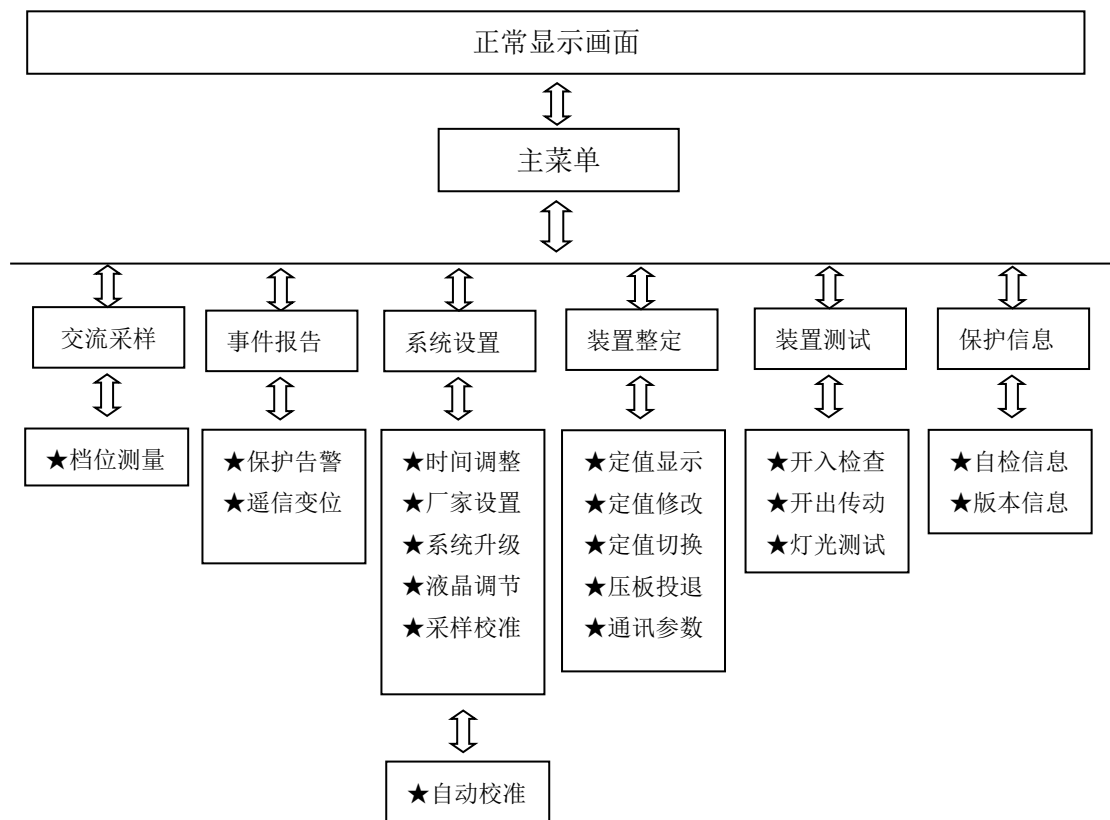 正常显示画面
主菜单
交流采样
事件报告
系统设置
装置整定
装置测试
保护信息
★档位测量
★保护告警
★遥信变位
★时间调整
★厂家设置
★系统升级
★液晶调节
★采样校准
★定值显示
★定值修改
★定值切换
★压板投退
★通讯参数
★开入检查
★开出传动
★灯光测试
★自检信息
★版本信息
★自动校准